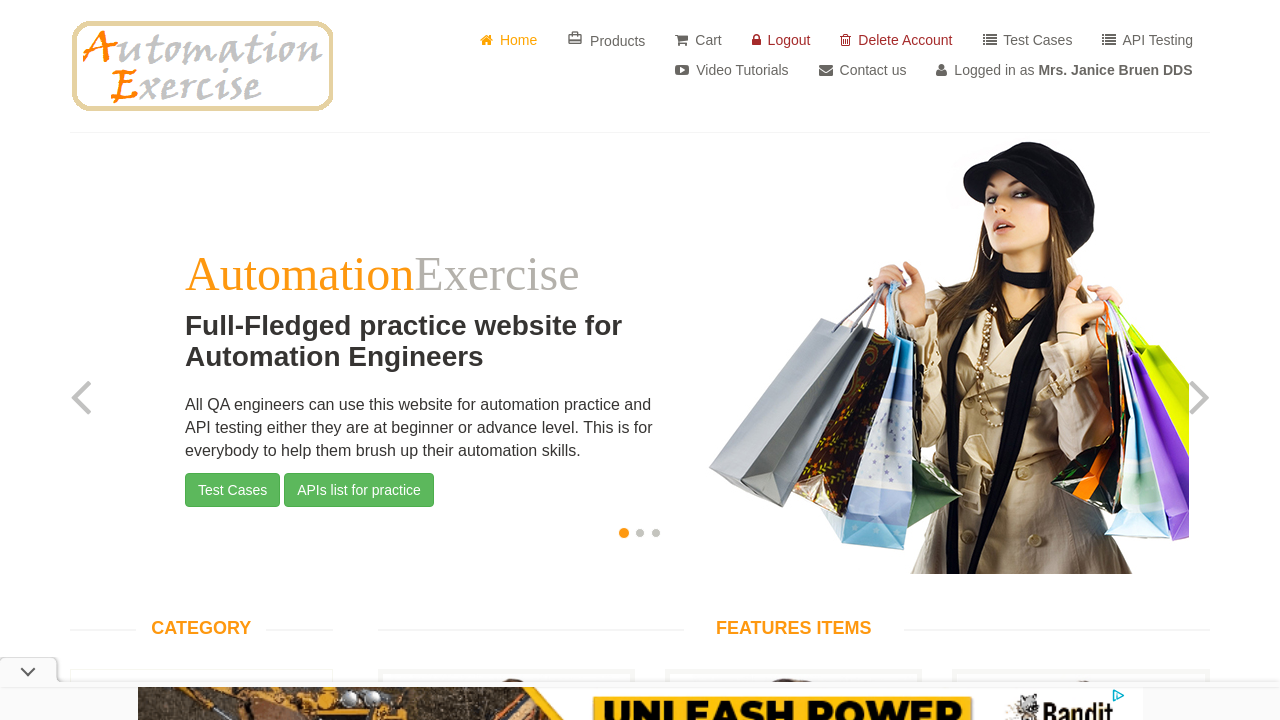 Automation
Exercise
Home
Products
Cart
Logout
Delete Account
Test Cases
API Testing
Video Tutorials
Contact us
Logged in as Mrs. Janice Bruen DDS
AutomationExercise
Full-Fledged practice website for
Automation Engineers
All QA engineers can use this website for automation practice and
API testing either they are at beginner or advance level. This is for
everybody to help them brush up their automation skills.
Test Cases
APIs list for practice
CATEGORY
FEATURES ITEMS
UNLEASH POWER
Bandit